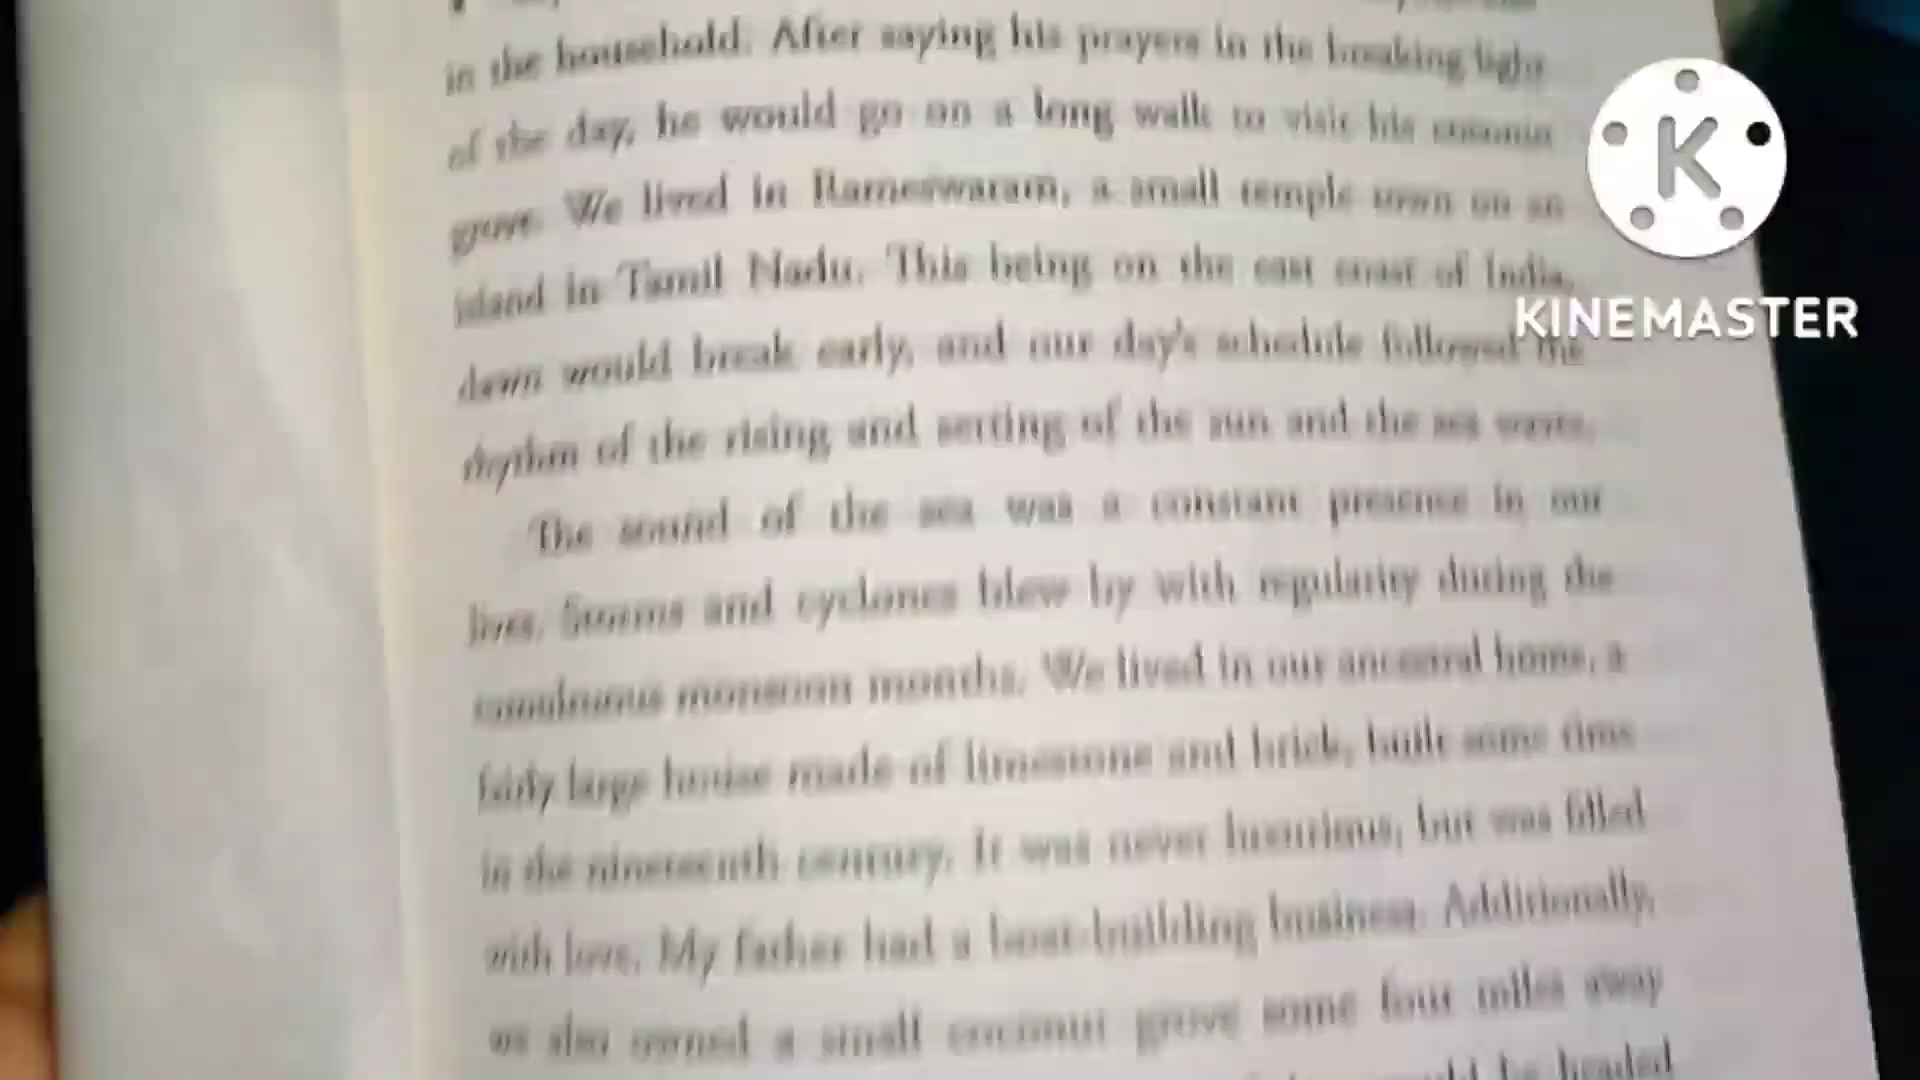 in the household. After saying his prayers in the breaking light
of the day, he would go on a long walk to visit his coconut
grove. We lived in Rameswaram, a small temple town on an
island in Tamil Nadu. This being on the east coast of India,
dawn would break early, and our day's schedule followed the
rhythm of the rising and setting of the sun and the sea waves.
The sound of the sea was a constant presence in our
lives. Storms and cyclones blew by with regularity during the
monsoon months. We lived in our ancestral home, a
fairly large house made of limestone and brick, built some time
in the nineteenth century. It was never luxurious, but was filled
with love. My father had a boat-building business. Additionally,
we also owned a small coconut grove some four miles away
be headed
K
KINEMASTER